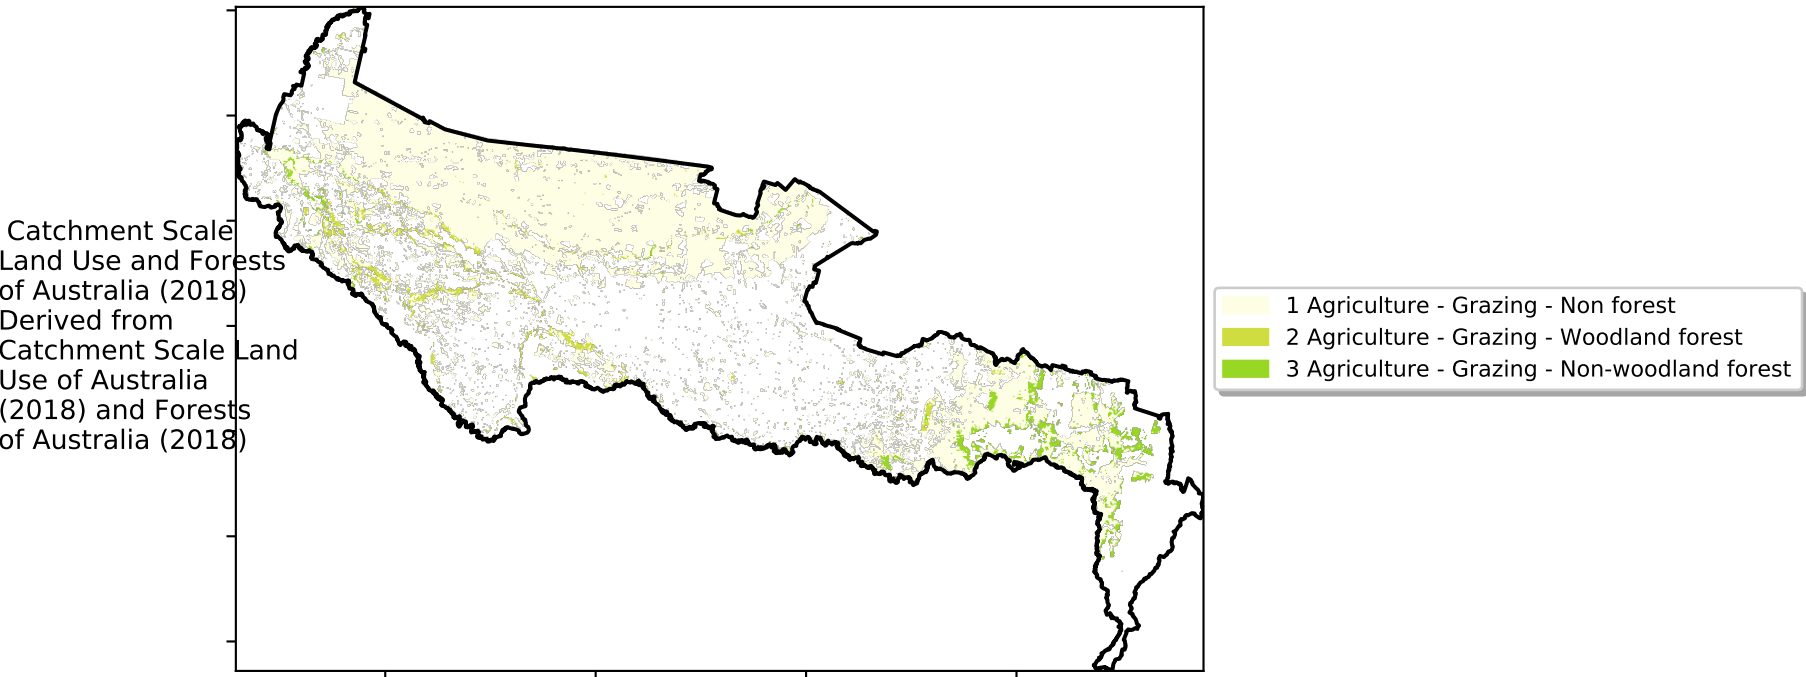 Catchment Scale
Land Use and Forests
of Australia (2018)
Derived from
Catchment Scale Land
Use of Australia
(2018) and Forests
of Australia (2018)
1 Agriculture - Grazing - Non forest
2 Agriculture - Grazing - Woodland forest
3 Agriculture - Grazing - Non-woodland forest